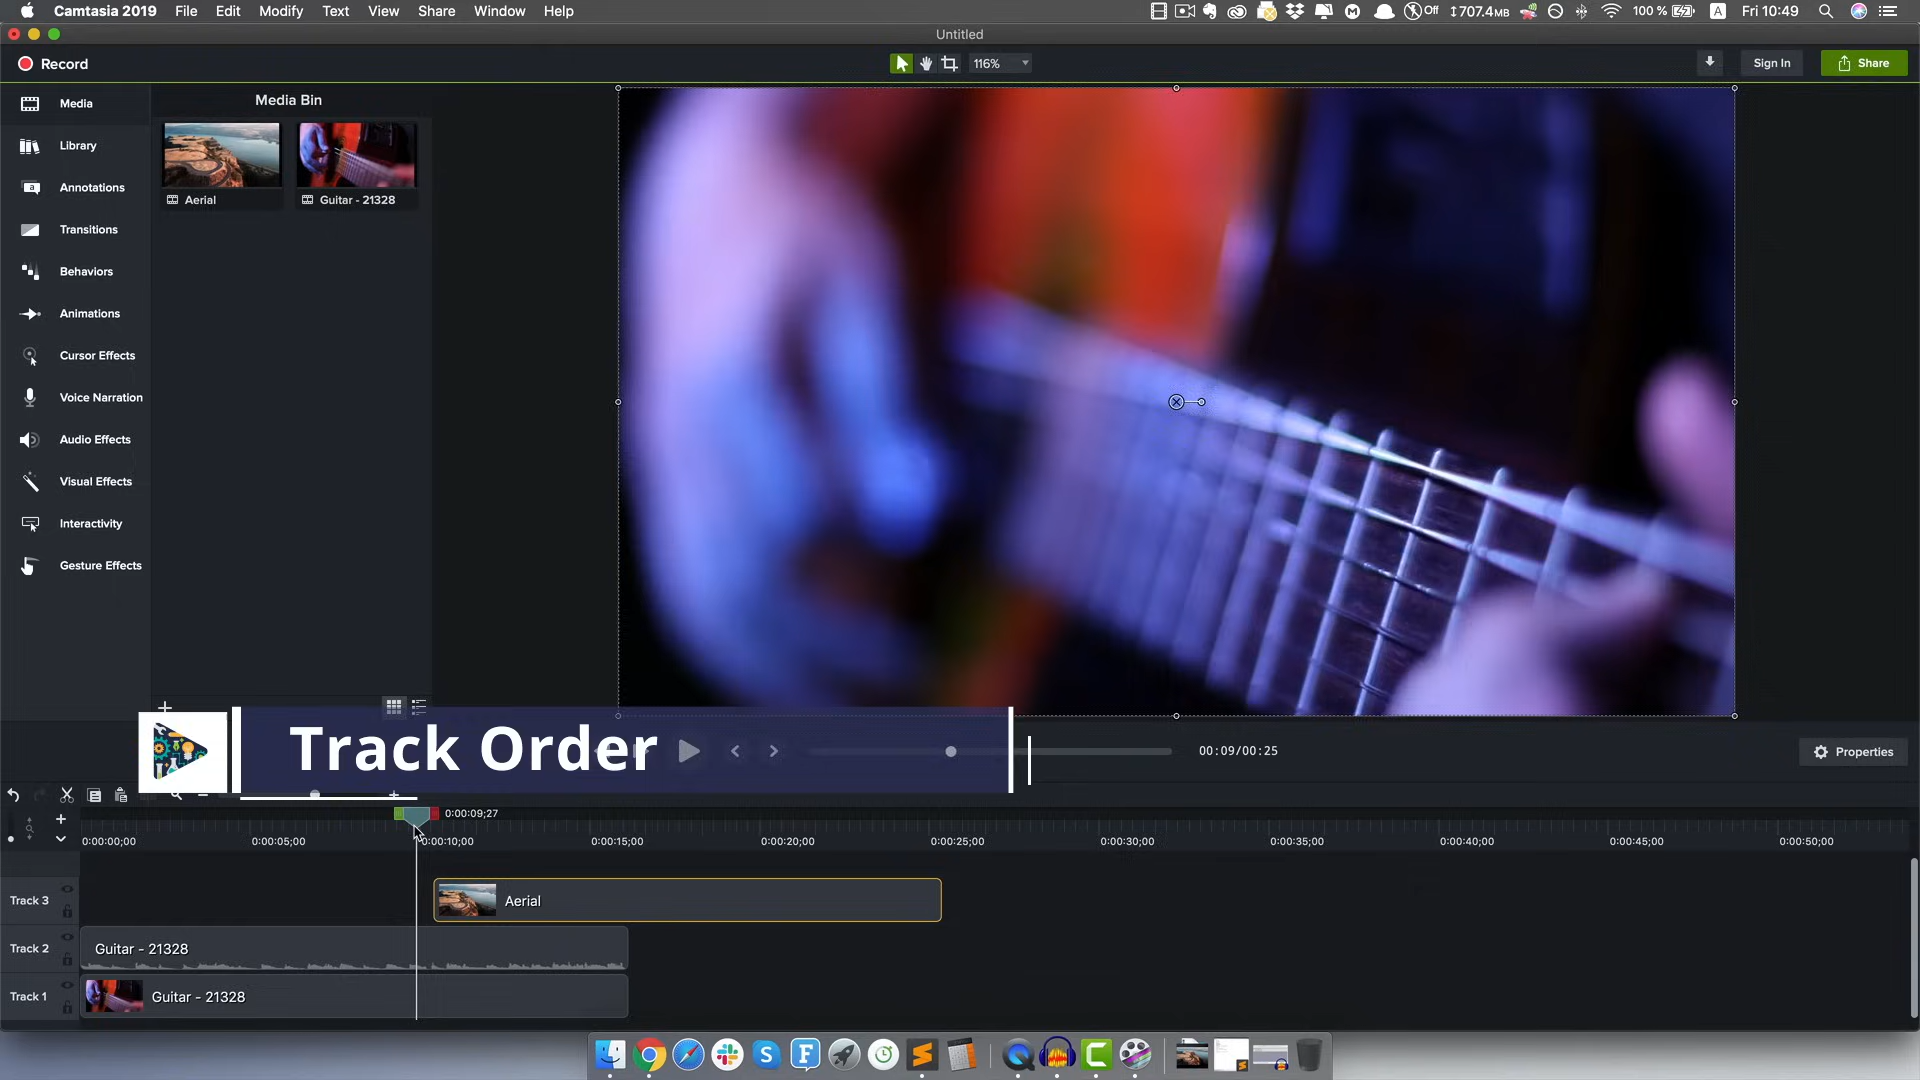 Camtasia 2019 File Edit Modify Text View Share Window Help
Off 707.4MB 100 % A Fri 10:49
Untitled
Record 116% Sign In Share
Media
Library
Annotations
Transitions
Behaviors
Animations
Cursor Effects
Voice Narration
Audio Effects
Visual Effects
Interactivity
Gesture Effects
Media Bin
Aerial Guitar - 21328
Track Order
00:09/00:25
Properties
0:00:09;27
0:00:00;00 0:00:05;00 0:00:10;00 0:00:15;00 0:00:20;00 0:00:25;00 0:00:30;00 0:00:35;00 0:00:40;00 0:00:45;00 0:00:50;00
Track 3 Aerial
Track 2 Guitar - 21328
Track 1 Guitar - 21328